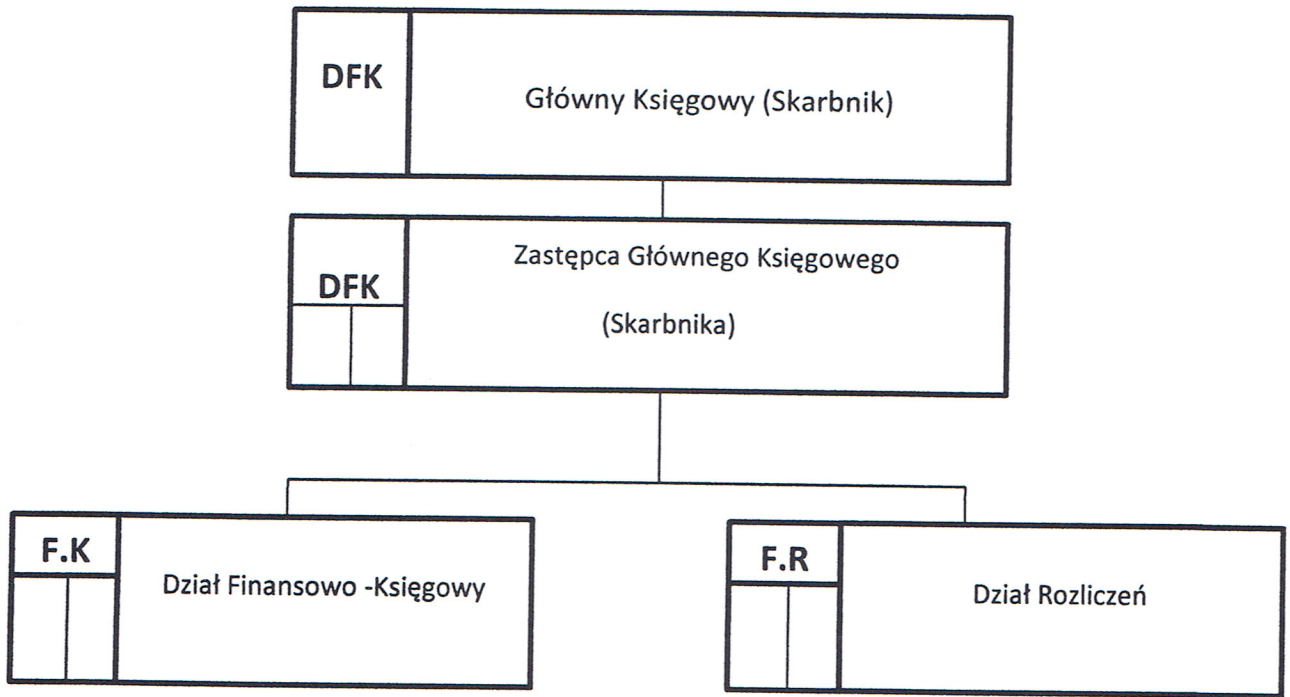 DFK
Główny Księgowy (Skarbnik)
DFK
Zastępca Głównego Księgowego
(Skarbnika)
F.K
Dział Finansowo -Księgowy
F.R
Dział Rozliczeń